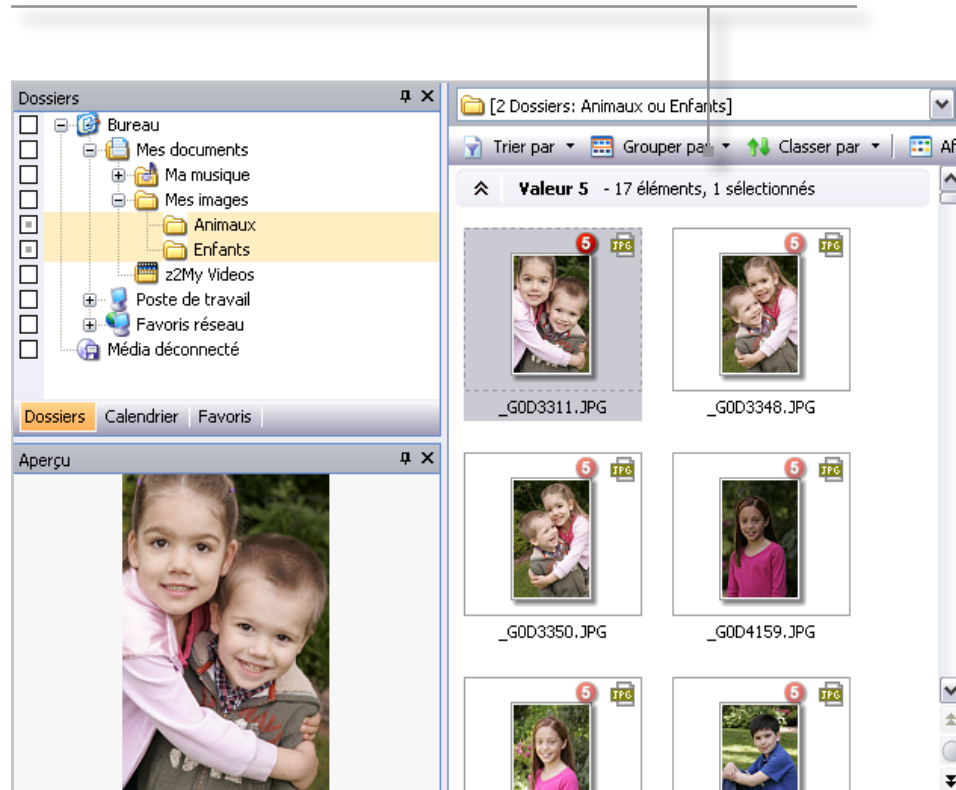 Dossiers
Bureau
Mes documents
Ma musique
Mes images
Animaux
Enfants
z2My Videos
Poste de travail
Favoris réseau
Média déconnecté
Dossiers Calendrier Favoris
Aperçu
[2 Dossiers: Animaux ou Enfants]
Trier par Grouper par Classer par Af
Valeur 5 - 17 éléments, 1 sélectionnés
5 JPG 5 JPG
_G0D3311.JPG _G0D3348.JPG
5 JPG 5 JPG
_G0D3350.JPG _G0D4159.JPG
5 JPG 5 JPG